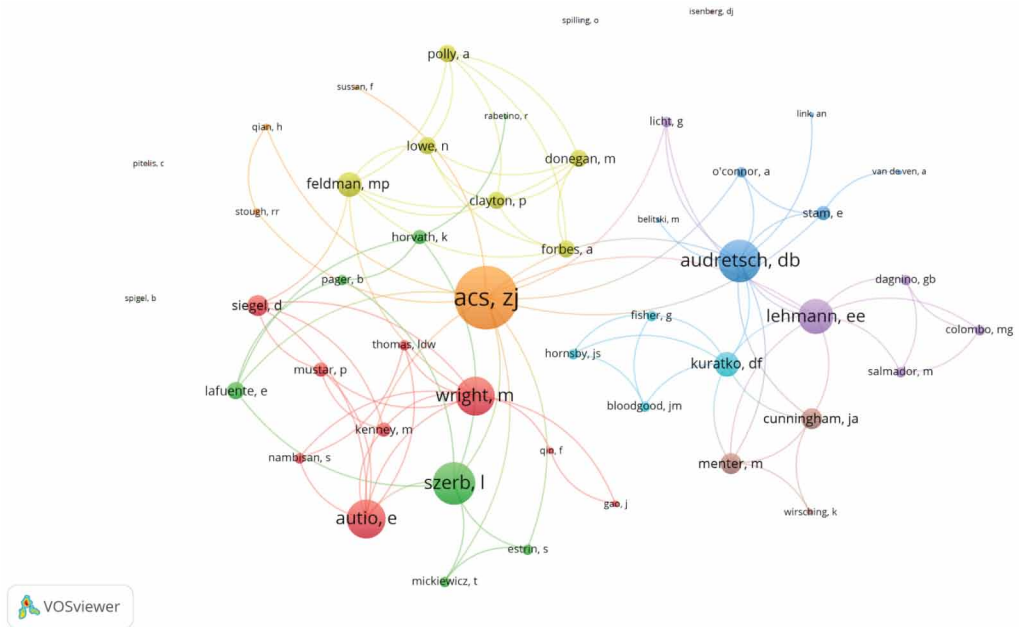 isenberg, dj
spilling, o
polly, a
sussan, f
rabetino, r
link, an
licht, g
qian, h
lowe, n
donegan, m
pitelis, c
o'connor, a
van de ven, a
feldman, mp
clayton, p
stough, rr
stam, e
belitski, m
horvath, k
forbes, a
audretsch, db
pager, b
dagnino, gb
spigel, b
acs, zj
siegel, d
fisher, g
lehmann, ee
colombo, mg
thomas, ldw
hornsby, js
mustar, p
kuratko, df
salmador, m
lafuente, e
wright, m
bloodgood, jm
cunningham, ja
kenney, m
qin, f
nambisan, s
menter, m
szerb, l
gao, j
wirsching, k
autio, e
estrin, s
mickiewicz, t
VOSviewer